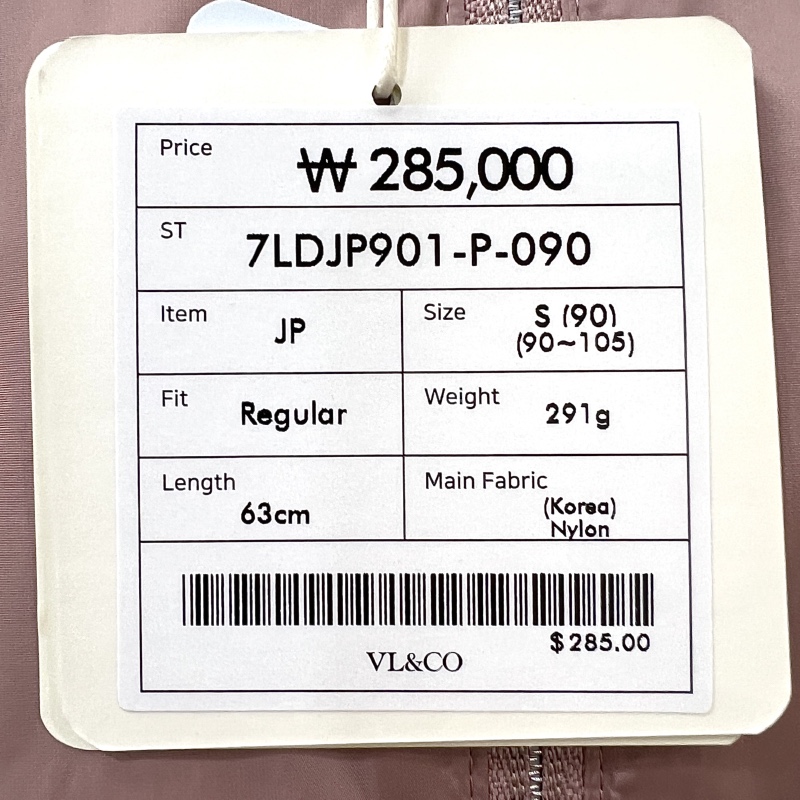 Price ₩ 285,000
ST 7LDJP901-P-090
Item JP Size S (90)
(90~105)
Fit Regular Weight 291g
Length 63cm Main Fabric (Korea)
Nylon
$285.00
VL&CO